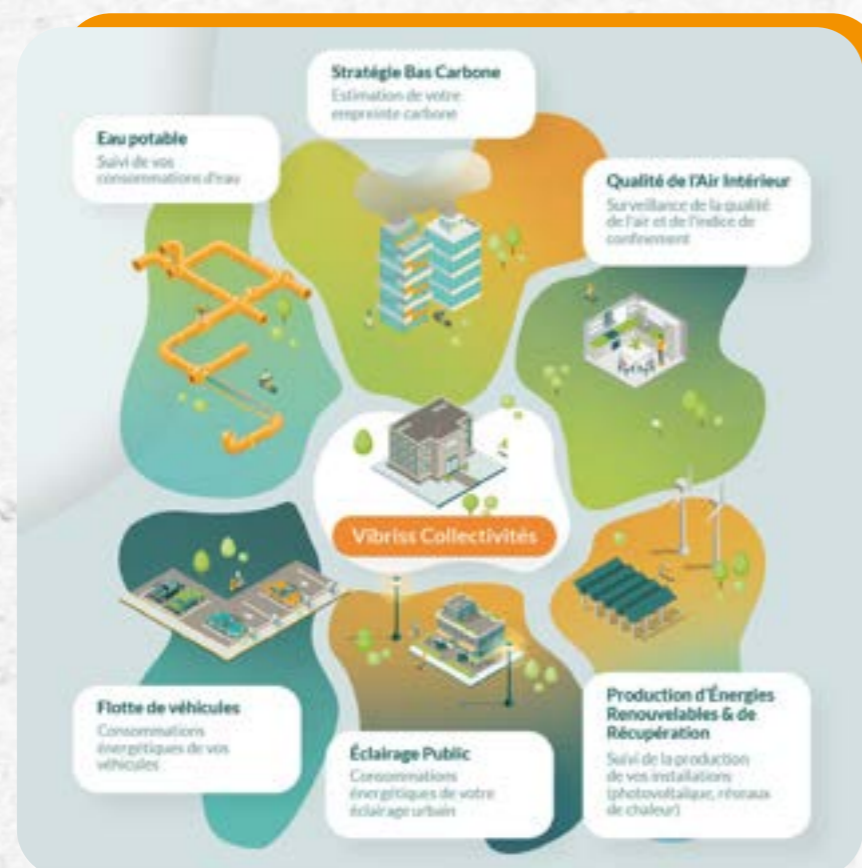 Stratégie Bas Carbone
Estimation de votre
empreinte carbone
Eau potable
Suivi de vos
consommations d'eau
Qualité de l'Air Intérieur
Surveillance de la qualité
de l'air et de l'indice de
confinement
Vibriss Collectivités
Flotte de véhicules
Consommations
énergétiques de vos
véhicules
Éclairage Public
Consommations
énergétiques de votre
éclairage urbain
Production d'Énergies
Renouvelables & de
Récupération
Suivi de la production
de vos installations
(photovoltaïque, réseaux
de chaleur)